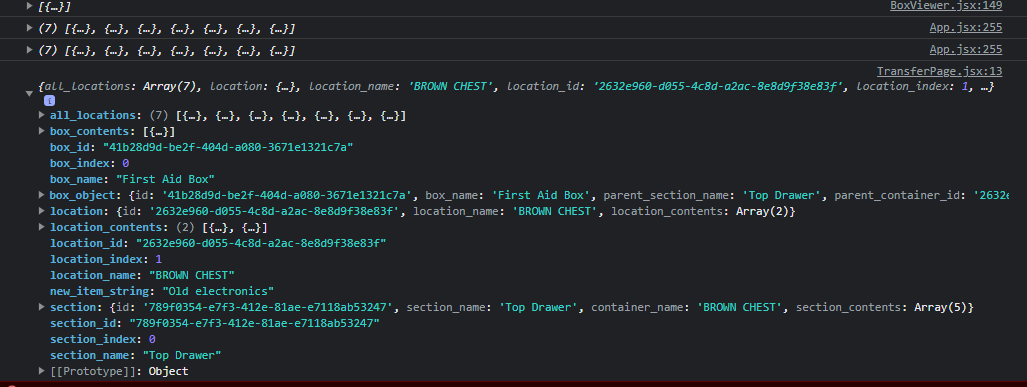 [{…}] BoxViewer.jsx:149
(7) [{…}, {…}, {…}, {…}, {…}, {…}, {…}] App.jsx:255
(7) [{…}, {…}, {…}, {…}, {…}, {…}, {…}] App.jsx:255
TransferPage.jsx:13
{all_locations: Array(7), location: {…}, location_name: 'BROWN CHEST', location_id: '2632e960-d055-4c8d-a2ac-8e8d9f38e83f', location_index: 1, …}
i
all_locations: (7) [{…}, {…}, {…}, {…}, {…}, {…}, {…}]
box_contents: [{…}]
box_id: "41b28d9d-be2f-404d-a080-3671e1321c7a"
box_index: 0
box_name: "First Aid Box"
box_object: {id: '41b28d9d-be2f-404d-a080-3671e1321c7a', box_name: 'First Aid Box', parent_section_name: 'Top Drawer', parent_container_id: '2632e
location: {id: '2632e960-d055-4c8d-a2ac-8e8d9f38e83f', location_name: 'BROWN CHEST', location_contents: Array(2)}
location_contents: (2) [{…}, {…}]
location_id: "2632e960-d055-4c8d-a2ac-8e8d9f38e83f"
location_index: 1
location_name: "BROWN CHEST"
new_item_string: "Old electronics"
section: {id: '789f0354-e7f3-412e-81ae-e7118ab53247', section_name: 'Top Drawer', container_name: 'BROWN CHEST', section_contents: Array(5)}
section_id: "789f0354-e7f3-412e-81ae-e7118ab53247"
section_index: 0
section_name: "Top Drawer"
[[Prototype]]: Object